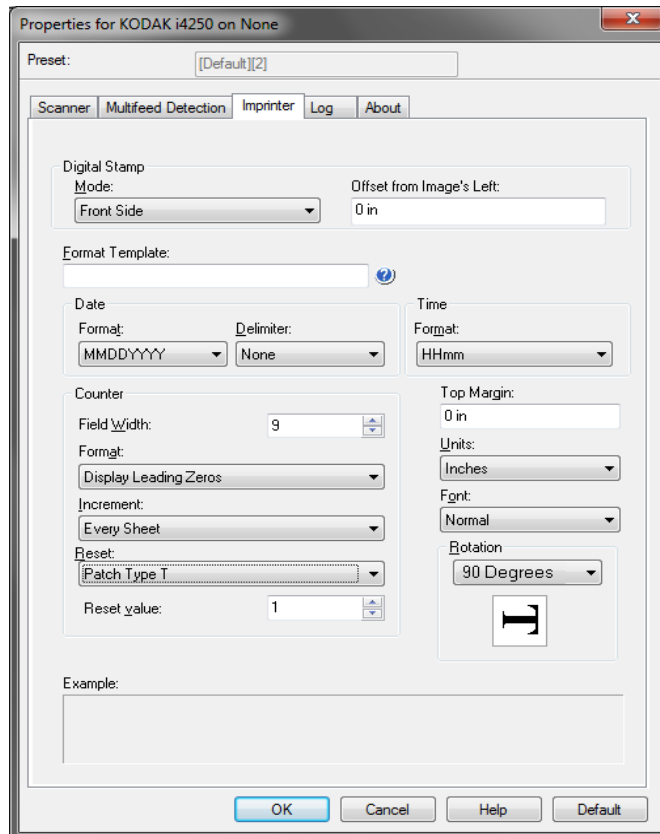 Properties for KODAK i4250 on None
Preset: [Default][2]
Scanner Multifeed Detection Imprinter Log About
Digital Stamp
Mode: Offset from Image's Left:
Front Side 0 in
Format Template:
Date Time
Format: Delimiter: Format:
MMDDYYYY None HHmm
Counter Top Margin:
Field Width: 9 0 in
Format: Units:
Display Leading Zeros Inches
Increment: Font:
Every Sheet Normal
Reset: Rotation
Patch Type T 90 Degrees
Reset value: 1 T
Example:
OK Cancel Help Default